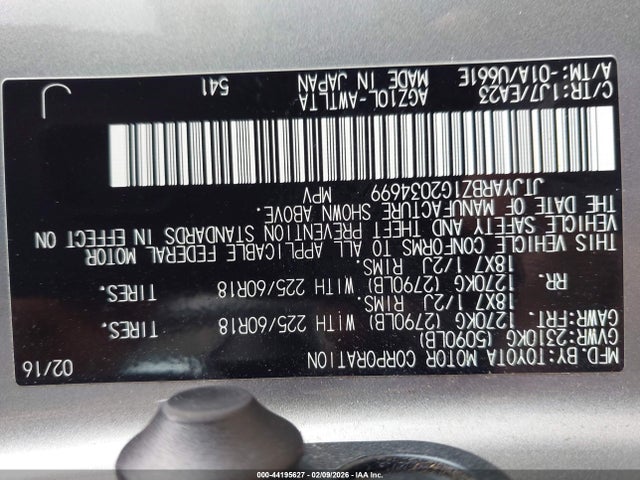 MFD.BY:TOYOTA MOTOR CORPORATION 02/16
GVWR:2310KG (5090LB)
GAWR:FRT. 1270KG (2790LB) WITH 225/60R18 TIRES.
18X7 1/2J RIMS
RR. 1270KG (2790LB) WITH 225/60R18 TIRES.
18X7 1/2J RIMS
THIS VEHICLE CONFORMS TO ALL APPLICABLE FEDERAL MOTOR
VEHICLE SAFETY AND THEFT PREVENTION STANDARDS IN EFFECT ON
THE DATE OF MANUFACTURE SHOWN ABOVE.
JTJYARBZ1G2034699 MPV
C/TR:1J7/EA23 AGZ10L-AWTLTA 541
A/TM:-01A/U661E MADE IN JAPAN
000-44195627 - 02/09/2026 - IAAI.com